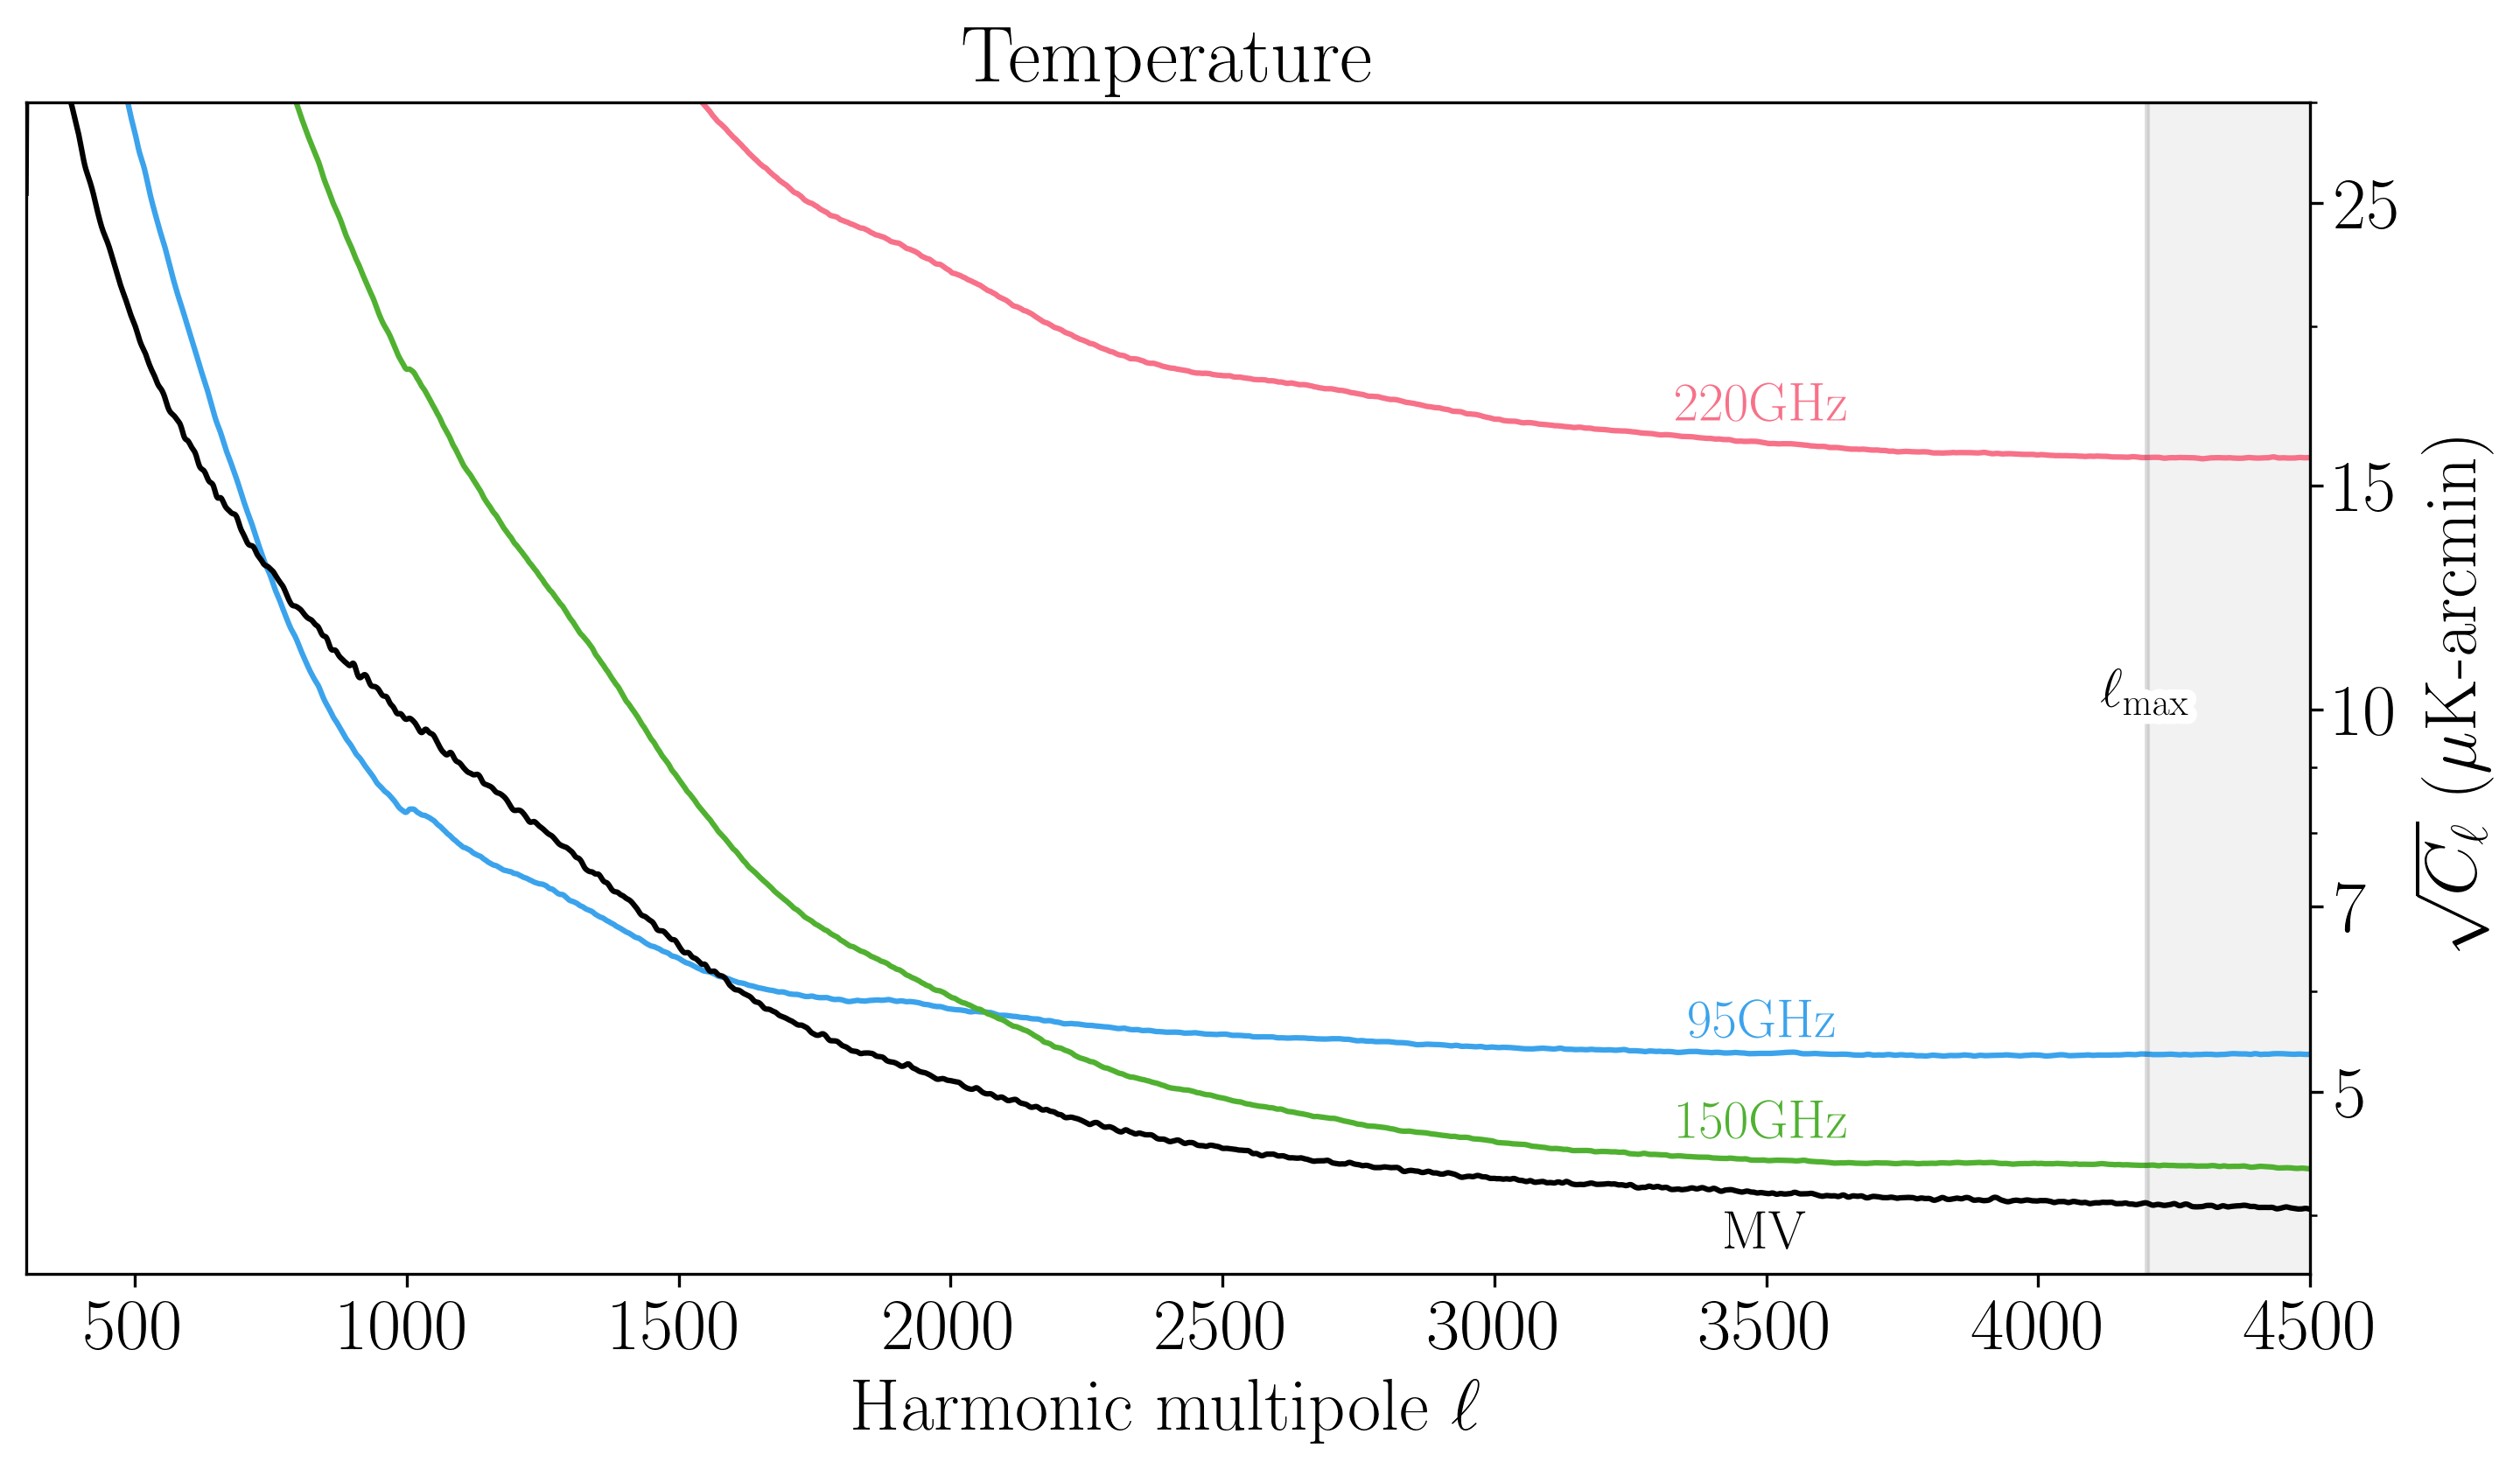 Temperature
25
15
10
7
5
√Cℓ (μK-arcmin)
220GHz
ℓmax
95GHz
150GHz
MV
500 1000 1500 2000 2500 3000 3500 4000 4500
Harmonic multipole ℓ